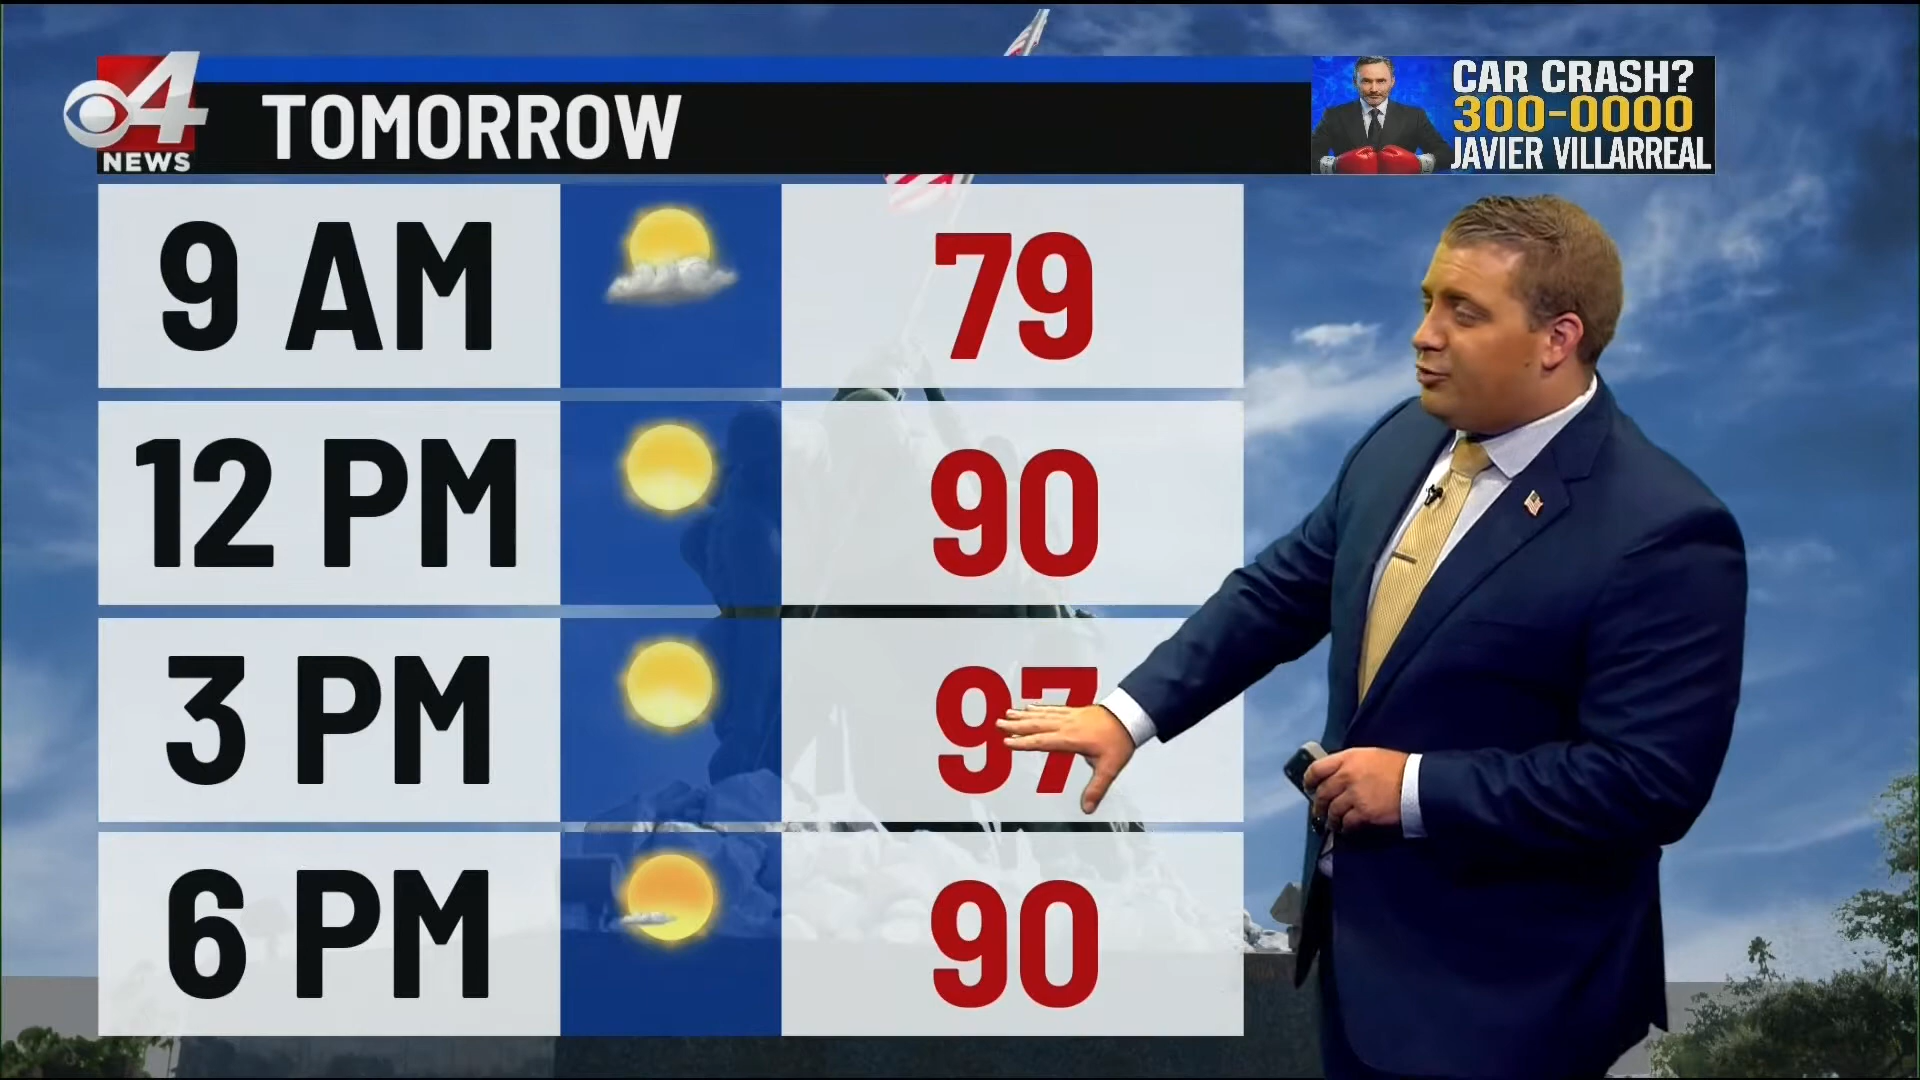 4
NEWS
TOMORROW
CAR CRASH?
300-0000
JAVIER VILLARREAL
9 AM
79
12 PM
90
3 PM
97
6 PM
90